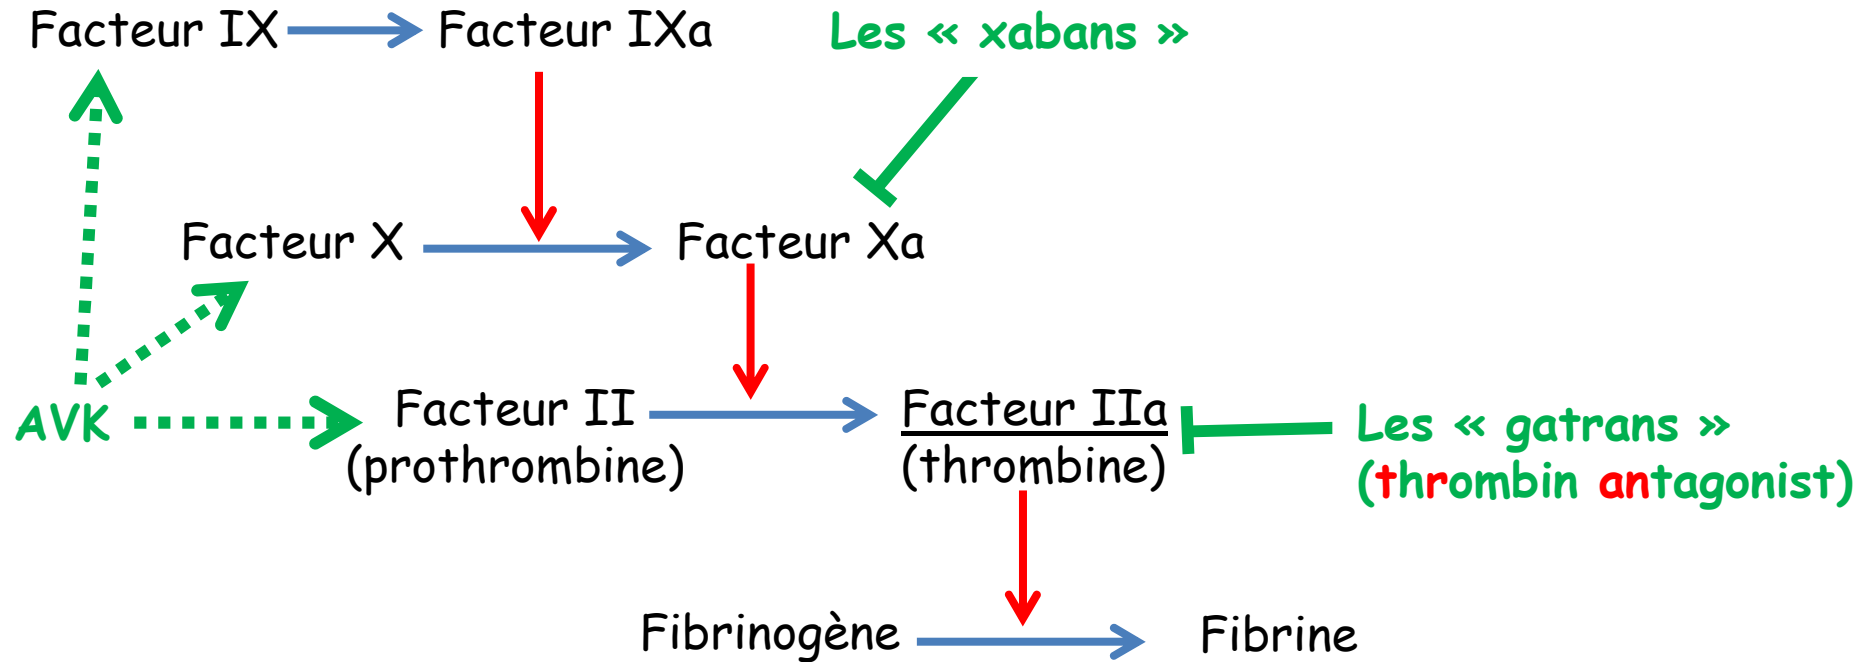 Facteur IX
Facteur IXa
Les « xabans »
Facteur X
Facteur Xa
AVK
Facteur II
(prothrombine)
Facteur IIa
(thrombine)
Les « gatrans »
(thrombin antagonist)
Fibrinogène
Fibrine